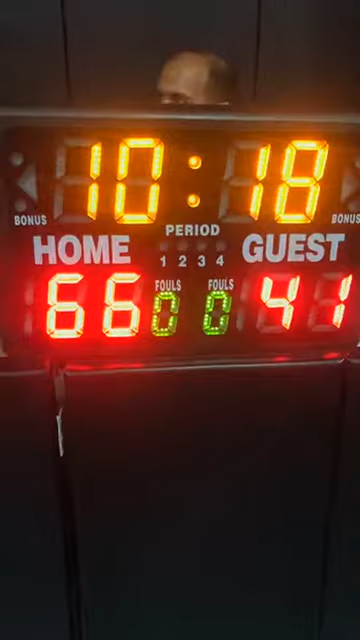 10:18
BONUS PERIOD BONUS
HOME 1 2 3 4 GUEST
FOULS FOULS
66 0 0 41